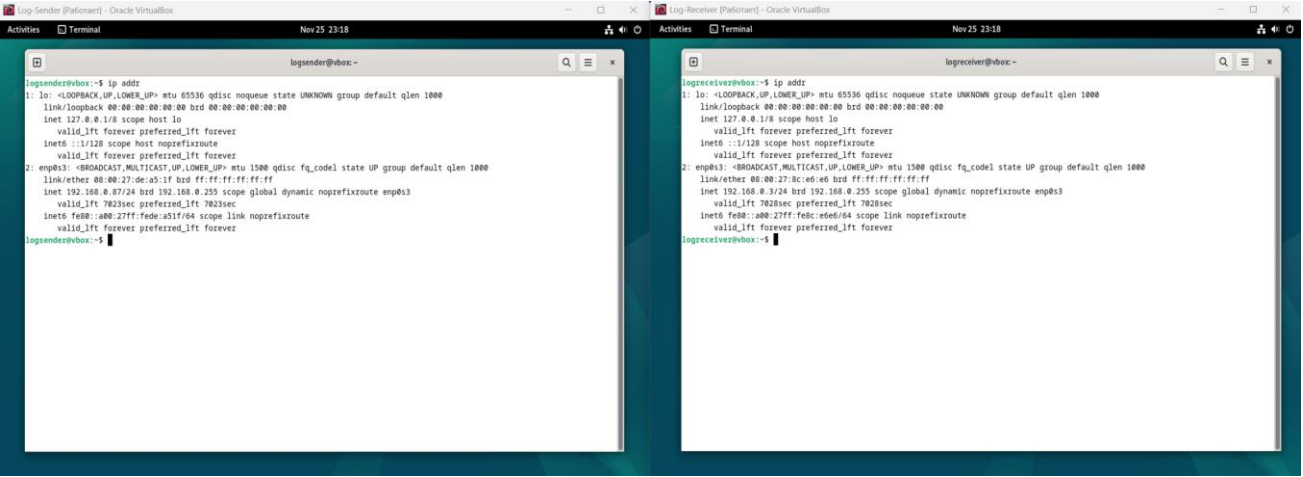 Log-Sender [Работает] - Oracle VirtualBox
Activities Terminal Nov 25 23:18
logsender@vbox: ~
logsender@vbox:~$ ip addr
1: lo: <LOOPBACK,UP,LOWER_UP> mtu 65536 qdisc noqueue state UNKNOWN group default qlen 1000
link/loopback 00:00:00:00:00:00 brd 00:00:00:00:00:00
inet 127.0.0.1/8 scope host lo
valid_lft forever preferred_lft forever
inet6 ::1/128 scope host noprefixroute
valid_lft forever preferred_lft forever
2: enp0s3: <BROADCAST,MULTICAST,UP,LOWER_UP> mtu 1500 qdisc fq_codel state UP group default qlen 1000
link/ether 08:00:27:de:a5:1f brd ff:ff:ff:ff:ff:ff
inet 192.168.0.87/24 brd 192.168.0.255 scope global dynamic noprefixroute enp0s3
valid_lft 7023sec preferred_lft 7023sec
inet6 fe80::a00:27ff:fede:a51f/64 scope link noprefixroute
valid_lft forever preferred_lft forever
logsender@vbox:~$
Log-Receiver [Работает] - Oracle VirtualBox
Activities Terminal Nov 25 23:18
logreceiver@vbox: ~
logreceiver@vbox:~$ ip addr
1: lo: <LOOPBACK,UP,LOWER_UP> mtu 65536 qdisc noqueue state UNKNOWN group default qlen 1000
link/loopback 00:00:00:00:00:00 brd 00:00:00:00:00:00
inet 127.0.0.1/8 scope host lo
valid_lft forever preferred_lft forever
inet6 ::1/128 scope host noprefixroute
valid_lft forever preferred_lft forever
2: enp0s3: <BROADCAST,MULTICAST,UP,LOWER_UP> mtu 1500 qdisc fq_codel state UP group default qlen 1000
link/ether 08:00:27:8c:e6:e6 brd ff:ff:ff:ff:ff:ff
inet 192.168.0.3/24 brd 192.168.0.255 scope global dynamic noprefixroute enp0s3
valid_lft 7028sec preferred_lft 7028sec
inet6 fe80::a00:27ff:fe8c:e6e6/64 scope link noprefixroute
valid_lft forever preferred_lft forever
logreceiver@vbox:~$